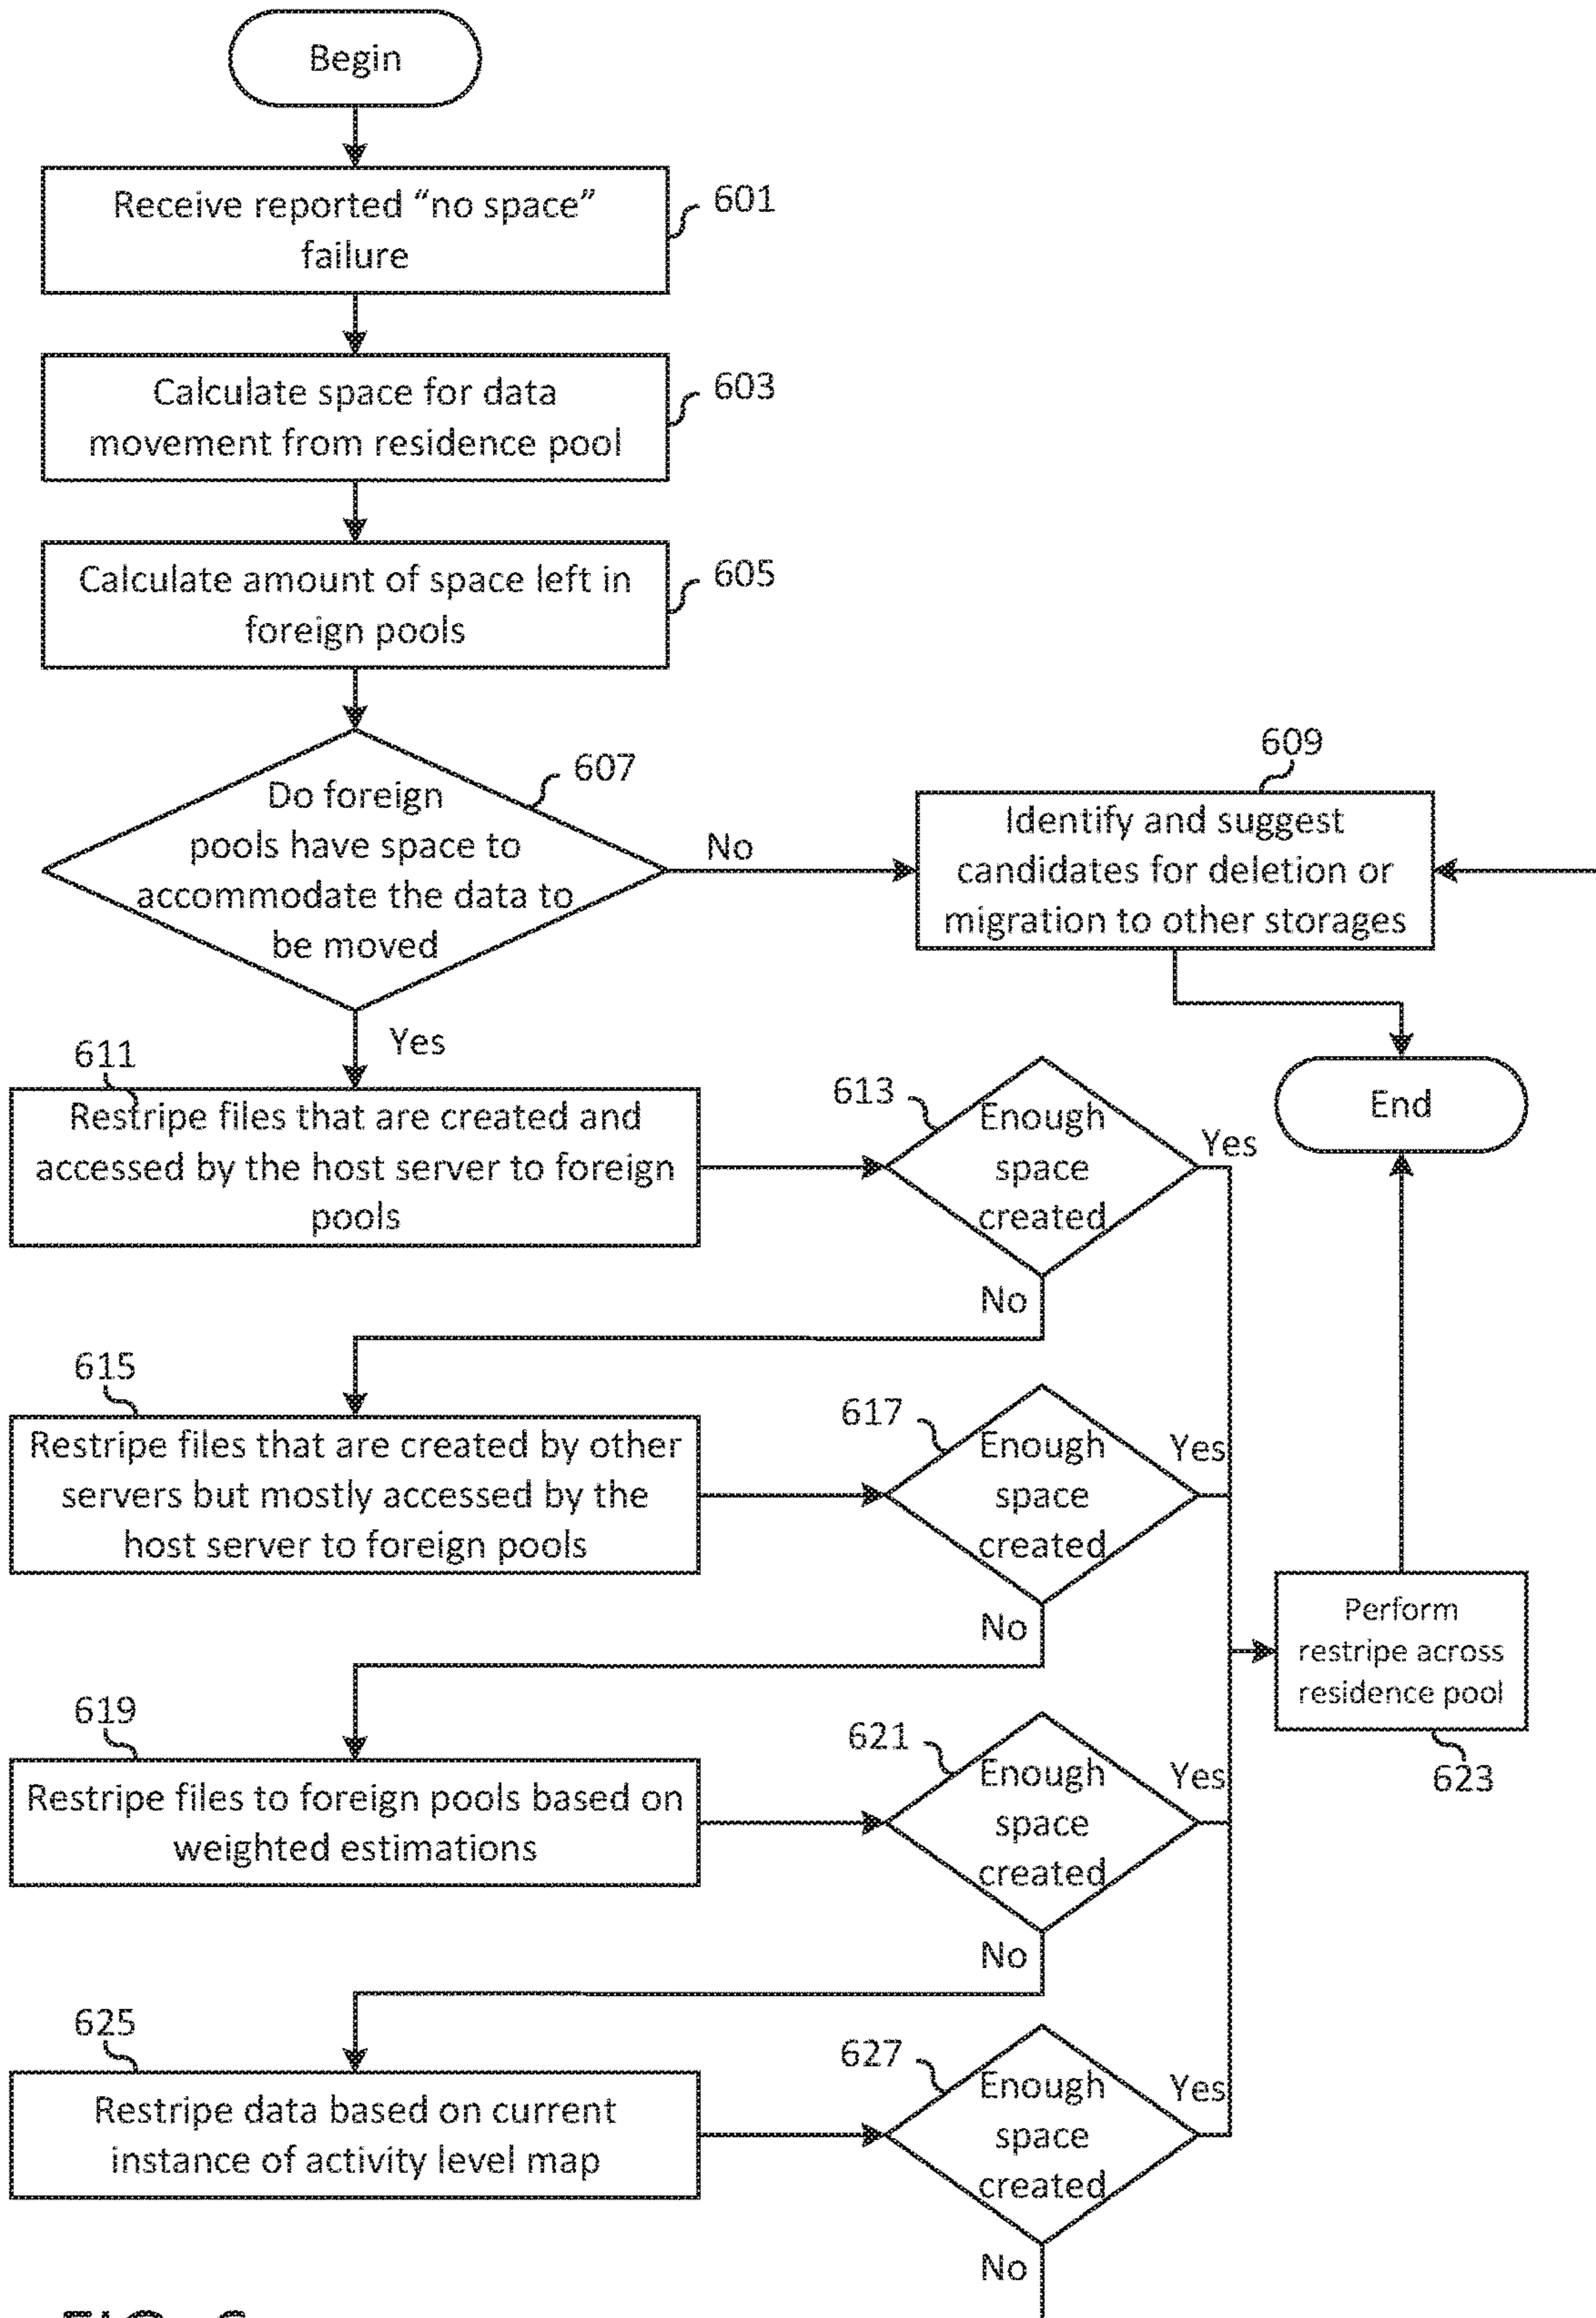 Begin
Receive reported “no space”
failure
601
Calculate space for data
movement from residence pool
603
Calculate amount of space left in
foreign pools
605
Do foreign
pools have space to
accommodate the data to
be moved
607
No
609
Identify and suggest
candidates for deletion or
migration to other storages
End
Yes
611
Restripe files that are created and
accessed by the host server to foreign
pools
613
Enough
space
created
Yes
No
615
Restripe files that are created by other
servers but mostly accessed by the
host server to foreign pools
617
Enough
space
created
Yes
No
Perform
restripe across
residence pool
623
619
Restripe files to foreign pools based on
weighted estimations
621
Enough
space
created
Yes
No
625
Restripe data based on current
instance of activity level map
627
Enough
space
created
Yes
No